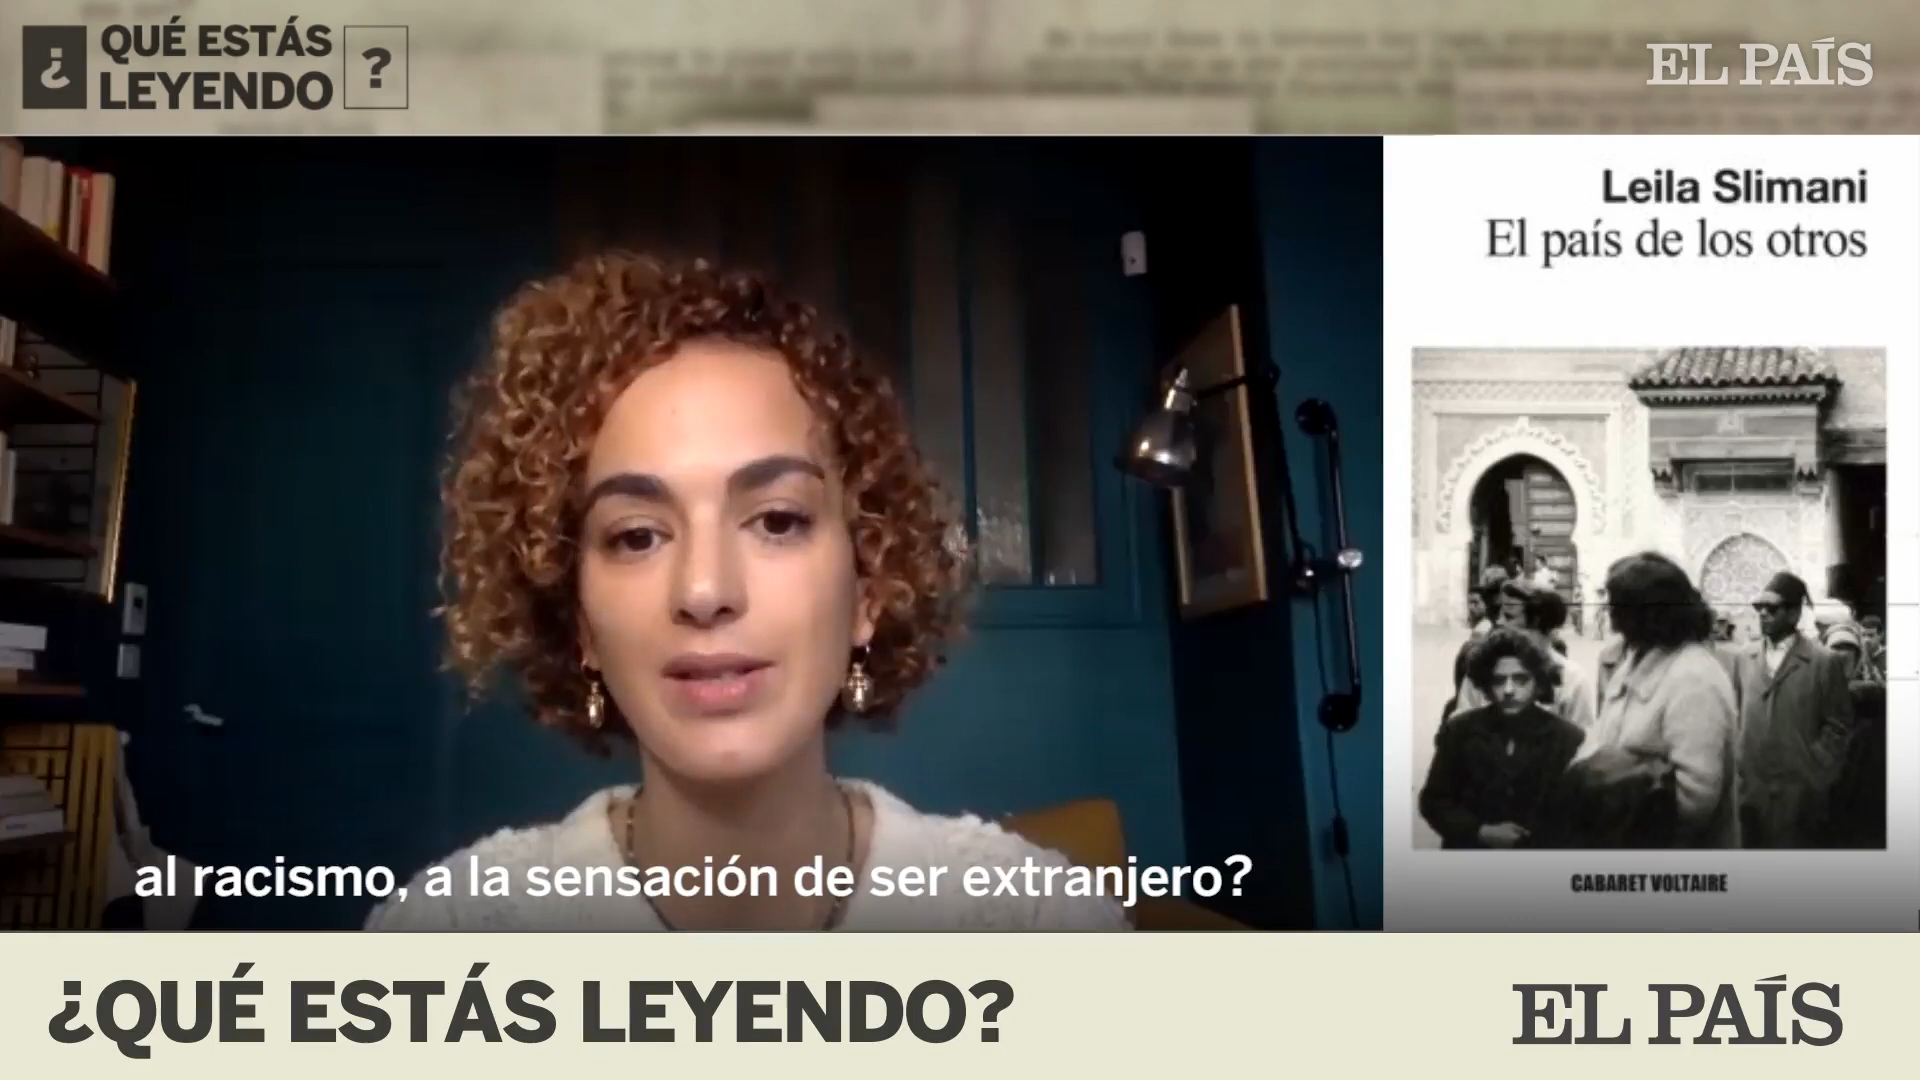 ¿ QUÉ ESTÁS
LEYENDO ?
EL PAÍS
Leila Slimani
El país de los otros
al racismo, a la sensación de ser extranjero?
CABARET VOLTAIRE
¿QUÉ ESTÁS LEYENDO?
EL PAÍS